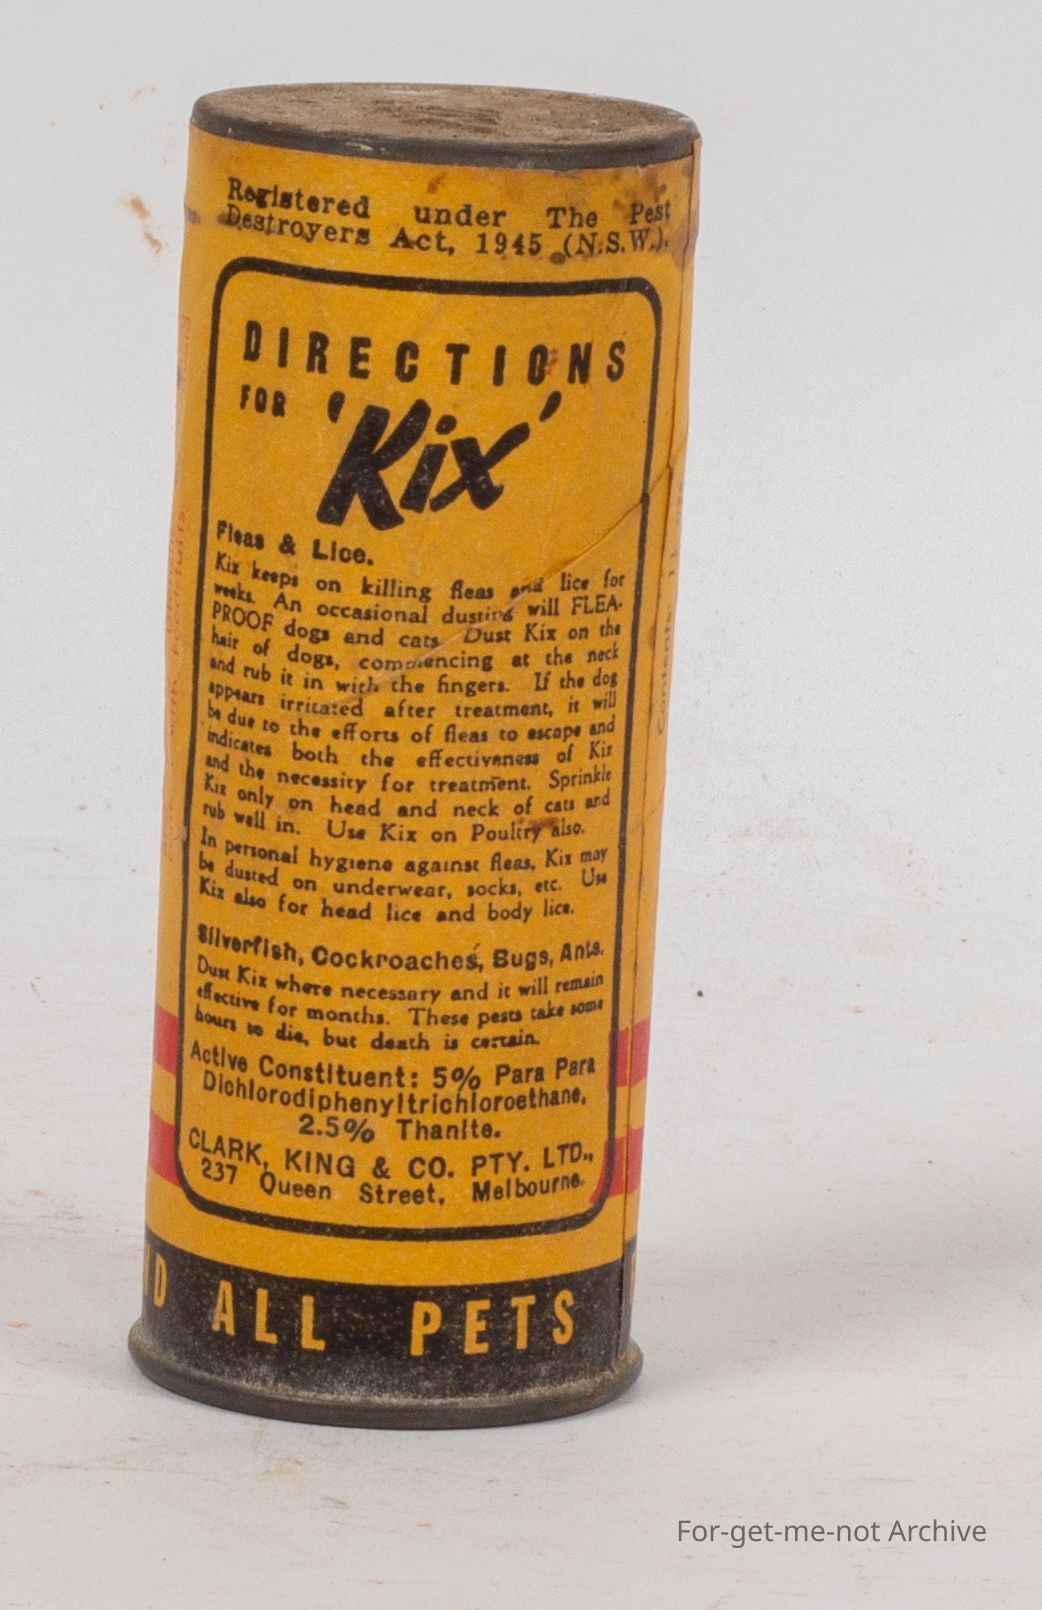 Registered under The Pest
Destroyers Act, 1945 (N.S.W.).
DIRECTIONS
FOR 'Kix'
Fleas & Lice.
Kix keeps on killing fleas and lice for
weeks. An occasional dusting will FLEA-
PROOF dogs and cats. Dust Kix on the
hair of dogs, commencing at the neck
and rub it in with the fingers. If the dog
appears irritated after treatment, it will
be due to the efforts of fleas to escape and
indicates both the effectiveness of Kix
and the necessity for treatment. Sprinkle
Kix only on head and neck of cats and
rub well in. Use Kix on Poultry also.
In personal hygiene against fleas, Kix may
be dusted on underwear, socks, etc. Use
Kix also for head lice and body lice.
Silverfish, Cockroaches, Bugs, Ants.
Dust Kix where necessary and it will remain
effective for months. These pests take some
hours to die, but death is certain.
Active Constituent: 5% Para Para
Dichlorodiphenyltrichloroethane,
2.5% Thanite.
CLARK, KING & CO. PTY. LTD.,
237 Queen Street, Melbourne.
ALL PETS
Contents
For-get-me-not Archive